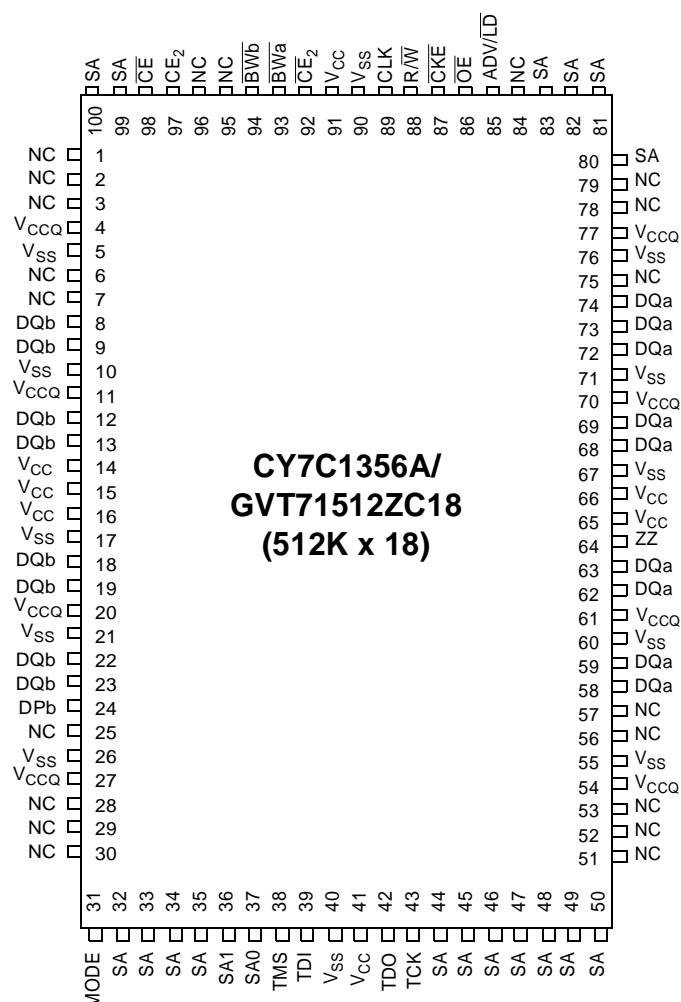 SA SA CE CE2 NC NC BWb BWa CE2 VCC VSS CLK R/W CKE OE ADV/LD NC SA SA SA
100 99 98 97 96 95 94 93 92 91 90 89 88 87 86 85 84 83 82 81
NC 1
NC 2
NC 3
VCCQ 4
VSS 5
NC 6
NC 7
DQb 8
DQb 9
VSS 10
VCCQ 11
DQb 12
DQb 13
VCC 14
VCC 15
VCC 16
VSS 17
DQb 18
DQb 19
VCCQ 20
VSS 21
DQb 22
DQb 23
DPb 24
NC 25
VSS 26
VCCQ 27
NC 28
NC 29
NC 30
CY7C1356A/
GVT71512ZC18
(512K x 18)
80 SA
79 NC
78 NC
77 VCCQ
76 VSS
75 NC
74 DQa
73 DQa
72 DQa
71 VSS
70 VCCQ
69 DQa
68 DQa
67 VSS
66 VCC
65 VCC
64 ZZ
63 DQa
62 DQa
61 VCCQ
60 VSS
59 DQa
58 DQa
57 NC
56 NC
55 VSS
54 VCCQ
53 NC
52 NC
51 NC
31 32 33 34 35 36 37 38 39 40 41 42 43 44 45 46 47 48 49 50
MODE SA SA SA SA SA1 SA0 TMS TDI VSS VCC TDO TCK SA SA SA SA SA SA SA